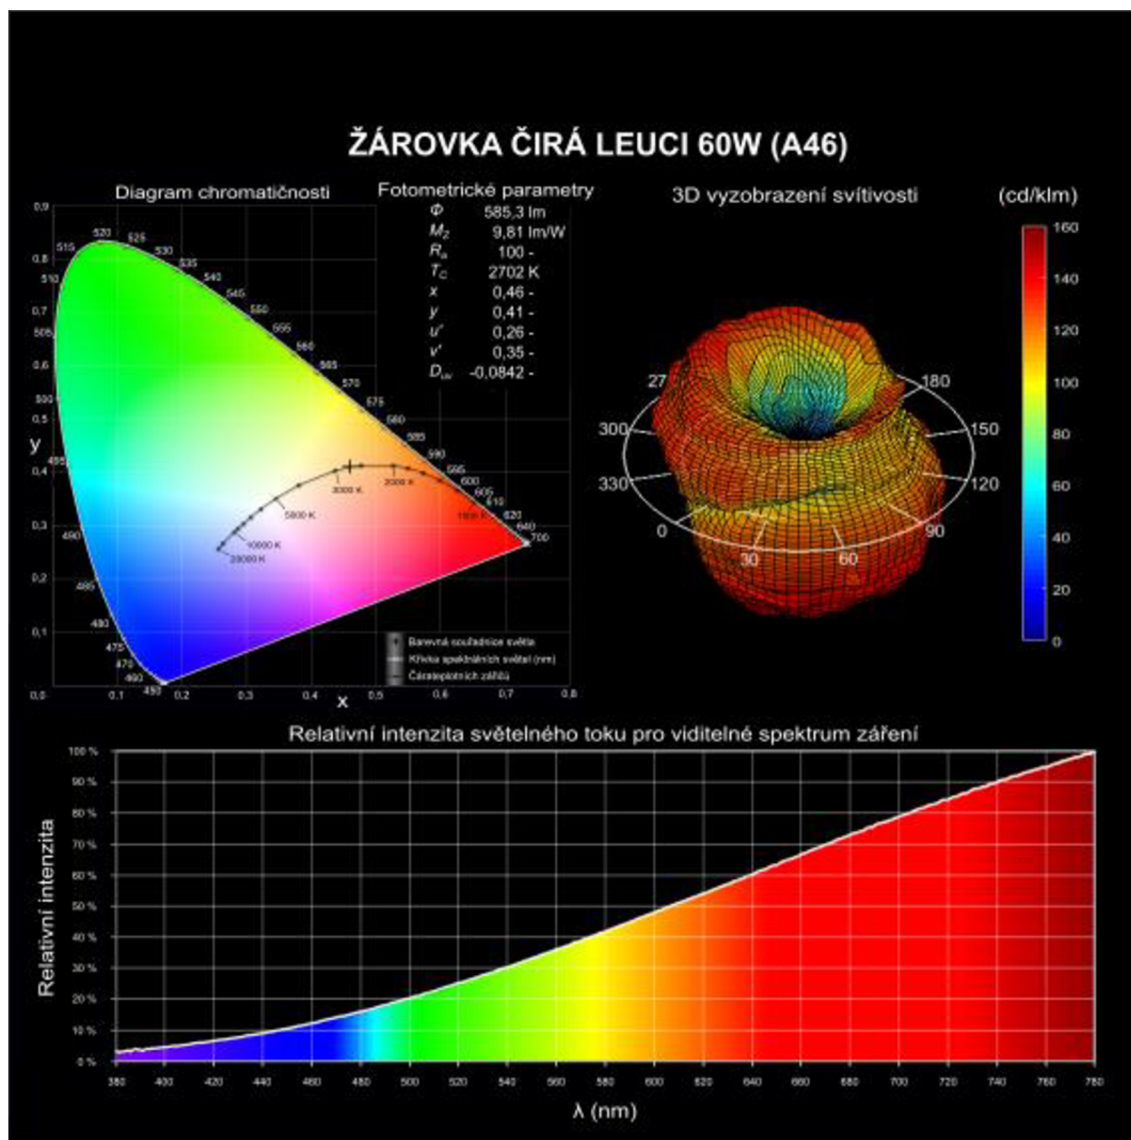 ŽÁROVKA ČIRÁ LEUCI 60W (A46)
Diagram chromatičnosti
Fotometrické parametry
Φ 585,3 lm
M_Z 9,81 lm/W
R_a 100 -
T_C 2702 K
x 0,46 -
y 0,41 -
u' 0,26 -
v' 0,35 -
D_uv -0,0842 -
3D vyzobrazení svítivosti
(cd/klm)
160
140
120
100
80
60
40
20
0
180
150
120
90
60
30
0
330
300
27
0,9
0,8
0,7
0,6
0,5
0,4
0,3
0,2
0,1
y
0,0 0,1 0,2 0,3 0,4 0,5 0,6 0,7 0,8
x
515 520 525 530 535 540 545 550 555 560 565 570 575 580 585 590 595 600 605 610 620 640 700
510
505
500
495
490
485
480
475
470
460
450
2000 K
3000 K
5000 K
10000 K
20000 K
Barevná souřadnice světla
Křivka spektrálních světel (nm)
Čára teplotních zářičů
Relativní intenzita světelného toku pro viditelné spektrum záření
100 %
90 %
80 %
70 %
60 %
50 %
40 %
30 %
20 %
10 %
0 %
Relativní intenzita
380 400 420 440 460 480 500 520 540 560 580 600 620 640 660 680 700 720 740 760 780
λ (nm)